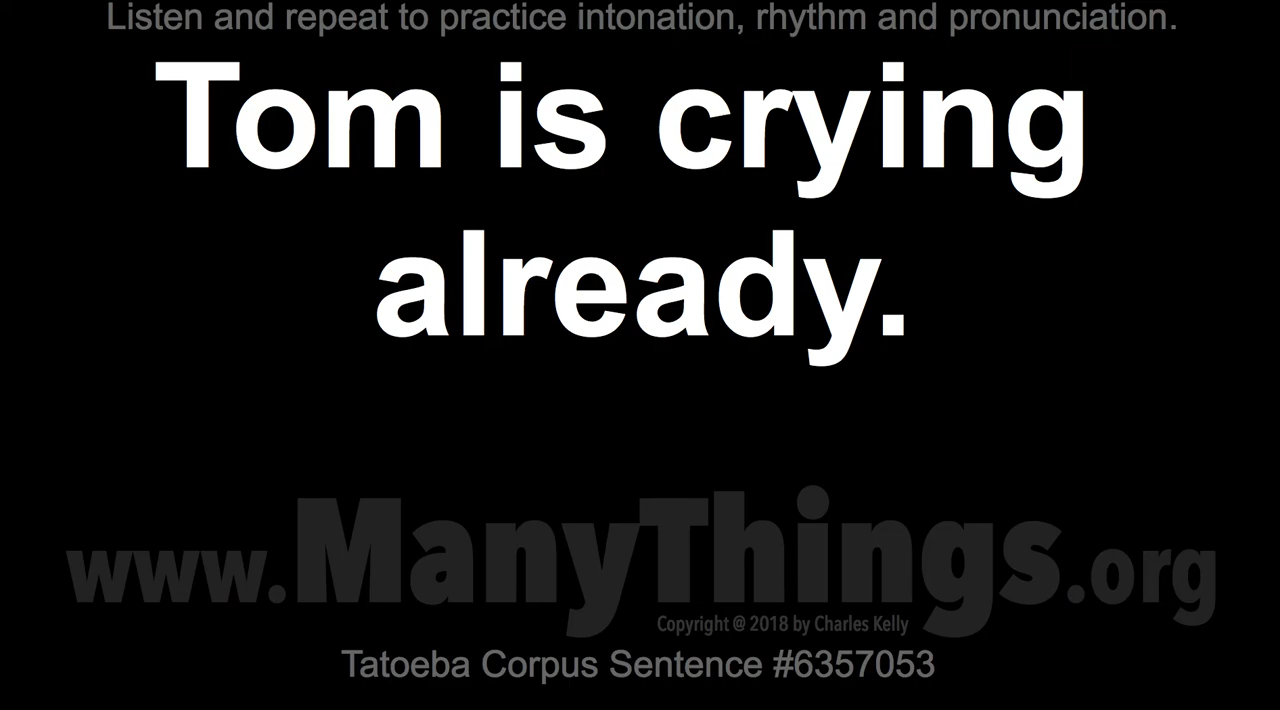 Listen and repeat to practice intonation, rhythm and pronunciation.
Tom is crying
already.
www.ManyThings.org
Copyright @ 2018 by Charles Kelly
Tatoeba Corpus Sentence #6357053